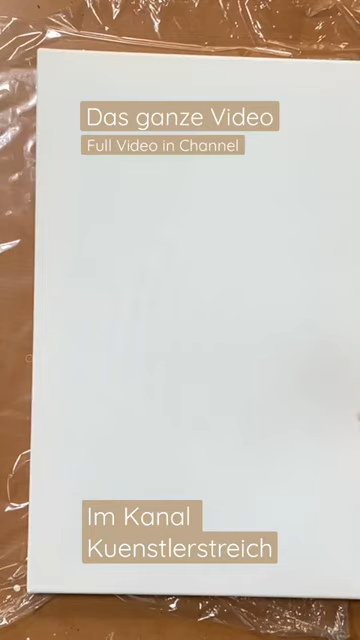 Das ganze Video
Full Video in Channel
Im Kanal
Kuenstlerstreich